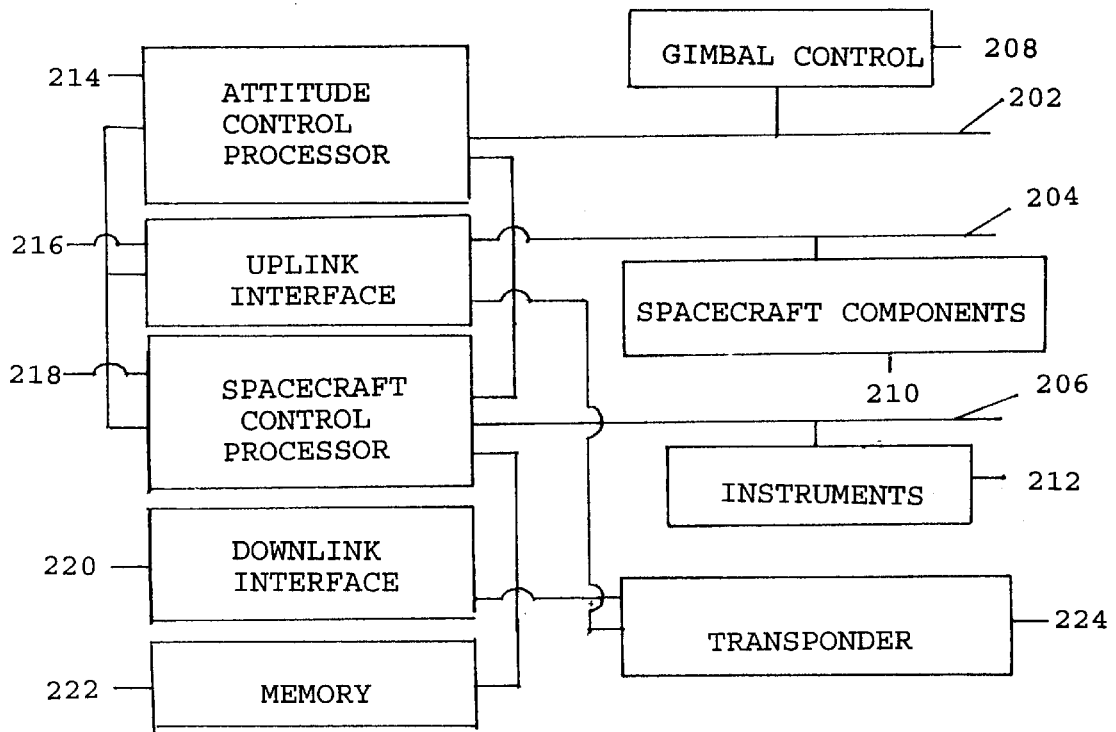 214
ATTITUDE
CONTROL
PROCESSOR
GIMBAL CONTROL
208
202
216
UPLINK
INTERFACE
204
SPACECRAFT COMPONENTS
210
218
SPACECRAFT
CONTROL
PROCESSOR
206
INSTRUMENTS
212
220
DOWNLINK
INTERFACE
TRANSPONDER
224
222
MEMORY